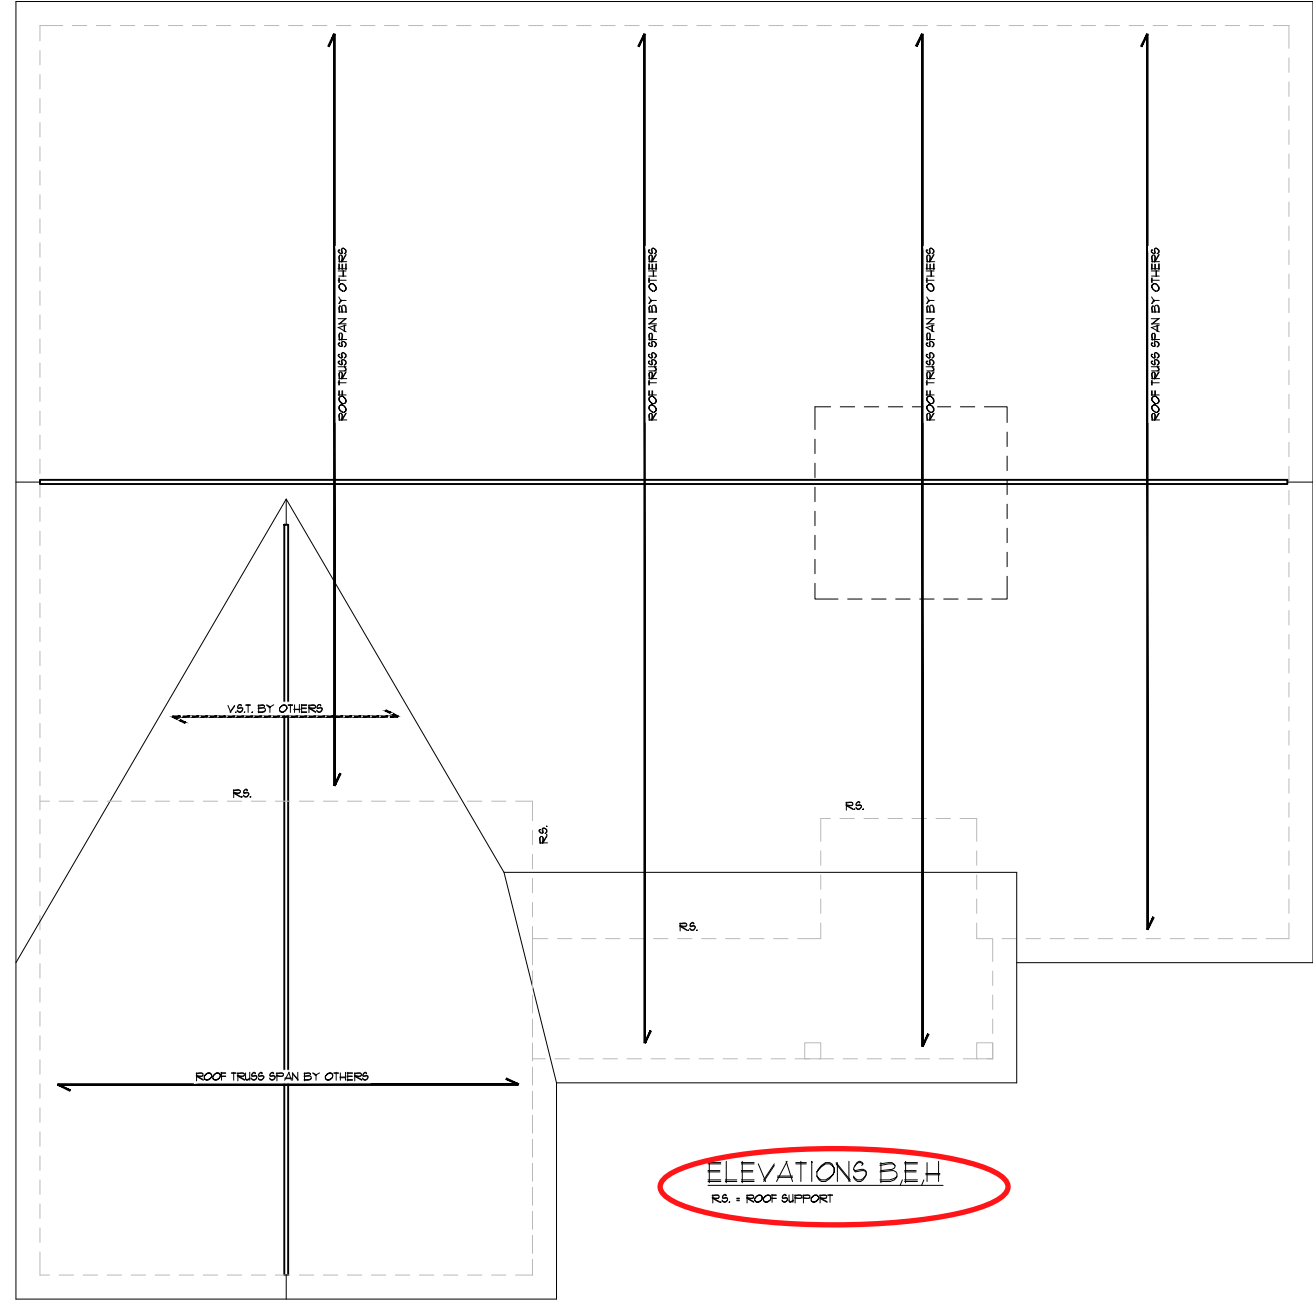 ROOF TRUSS SPAN BY OTHERS
ROOF TRUSS SPAN BY OTHERS
ROOF TRUSS SPAN BY OTHERS
ROOF TRUSS SPAN BY OTHERS
V.S.T. BY OTHERS
R.S.
R.S.
R.S.
R.S.
ROOF TRUSS SPAN BY OTHERS
ELEVATIONS B,E,H
R.S. = ROOF SUPPORT